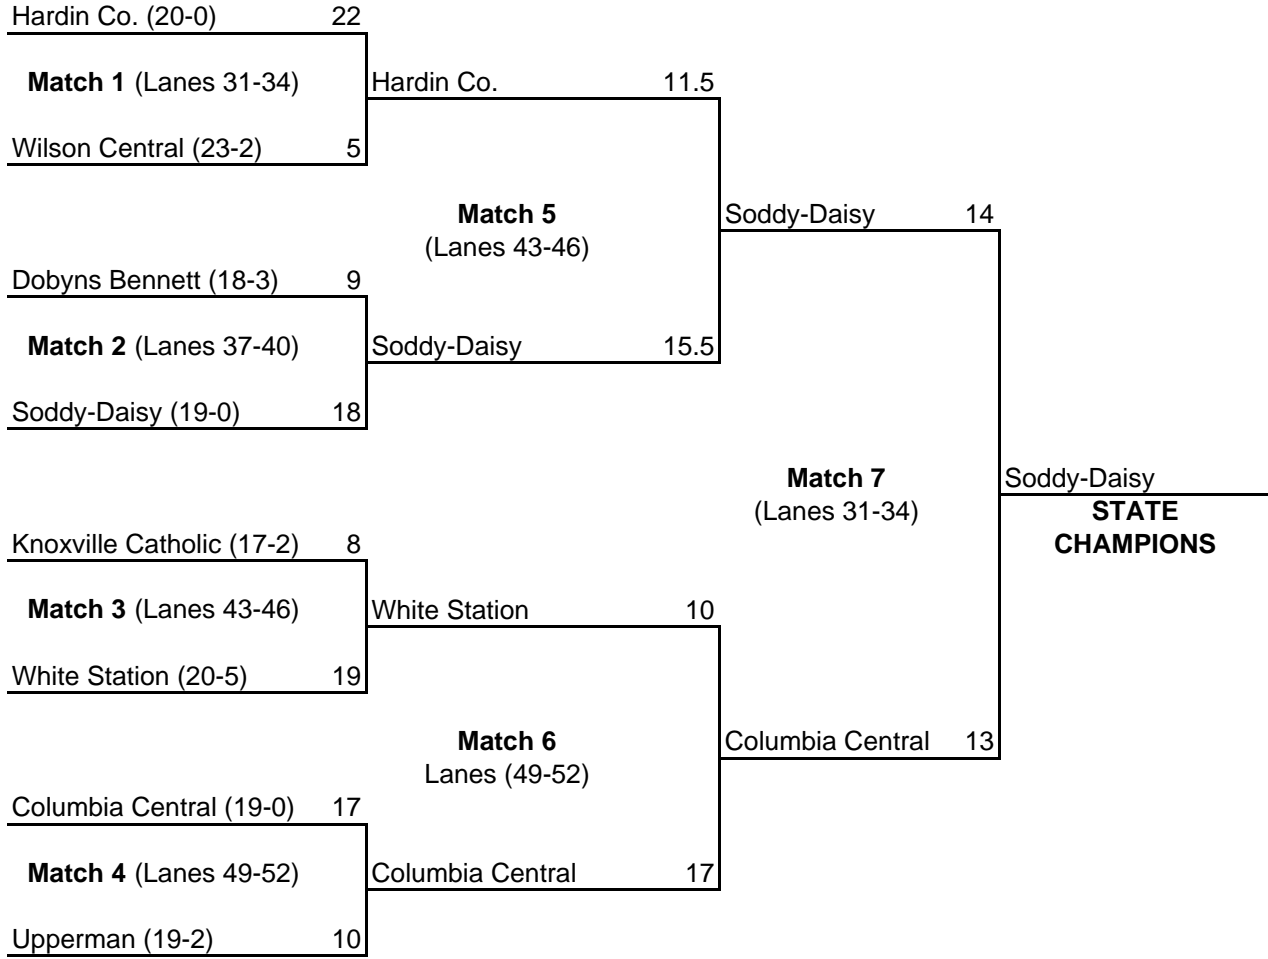 Hardin Co. (20-0) 22
Match 1 (Lanes 31-34)
Hardin Co. 11.5
Wilson Central (23-2) 5
Match 5
Soddy-Daisy 14
(Lanes 43-46)
Dobyns Bennett (18-3) 9
Match 2 (Lanes 37-40)
Soddy-Daisy 15.5
Soddy-Daisy (19-0) 18
Match 7
Soddy-Daisy
(Lanes 31-34)
STATE
CHAMPIONS
Knoxville Catholic (17-2) 8
Match 3 (Lanes 43-46)
White Station 10
White Station (20-5) 19
Match 6
Columbia Central 13
Lanes (49-52)
Columbia Central (19-0) 17
Match 4 (Lanes 49-52)
Columbia Central 17
Upperman (19-2) 10